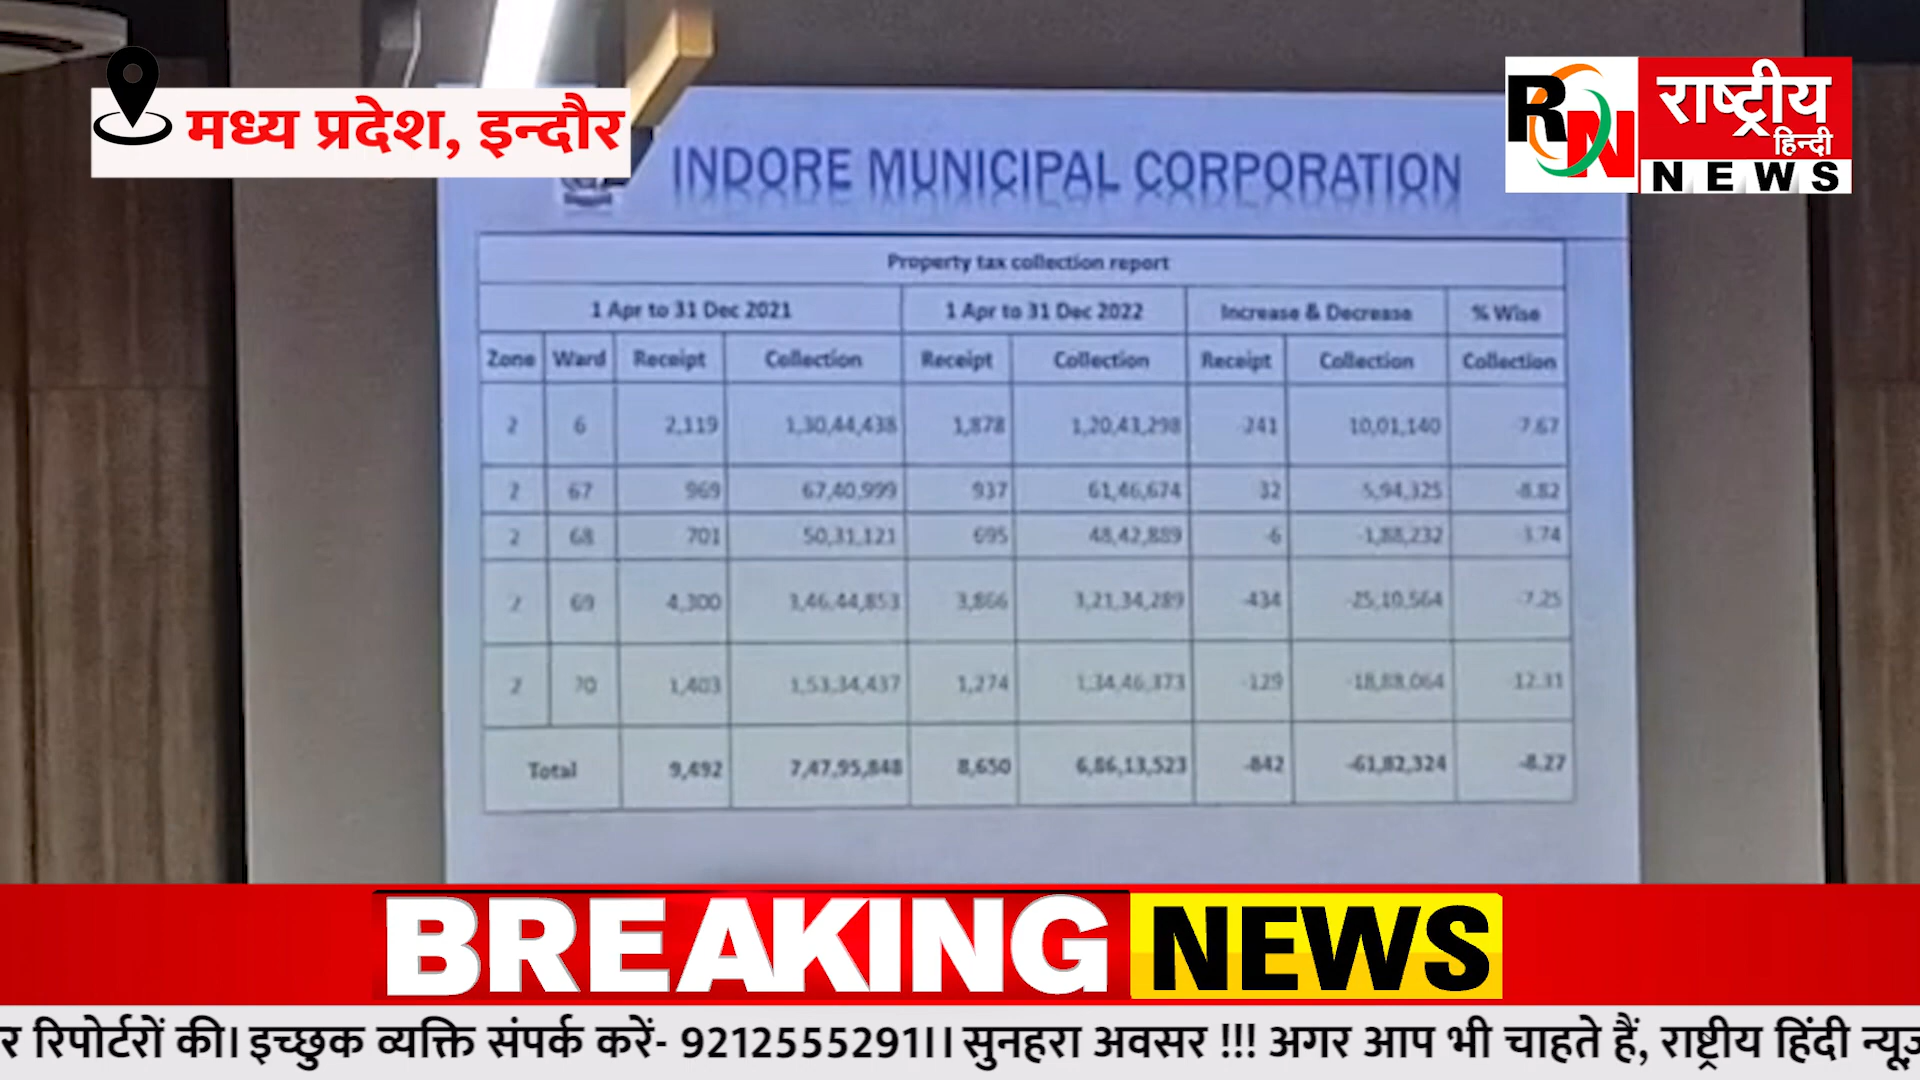 मध्य प्रदेश, इन्दौर
RN राष्ट्रीय
हिन्दी
NEWS
INDORE MUNICIPAL CORPORATION
Property tax collection report
1 Apr to 31 Dec 2021 1 Apr to 31 Dec 2022 Increase & Decrease % Wise
Zone Ward Receipt Collection Receipt Collection Receipt Collection Collection
2 6 2,119 1,30,44,438 1,878 1,20,43,298 -241 10,01,140 -7.67
2 67 969 67,40,999 937 61,46,674 32 5,94,325 -8.82
2 68 701 50,31,121 695 48,42,889 -6 -1,88,232 3.74
2 69 4,300 3,46,44,853 3,866 3,21,34,289 -434 -25,10,564 -7.25
2 70 1,403 1,53,34,437 1,274 1,34,46,373 -129 -18,88,064 12.31
Total 9,492 7,47,95,848 8,650 6,86,13,523 -842 -61,82,324 -8.27
BREAKING NEWS
र रिपोर्टरों की। इच्छुक व्यक्ति संपर्क करें- 9212555291।। सुनहरा अवसर !!! अगर आप भी चाहते हैं, राष्ट्रीय हिंदी न्यूज़